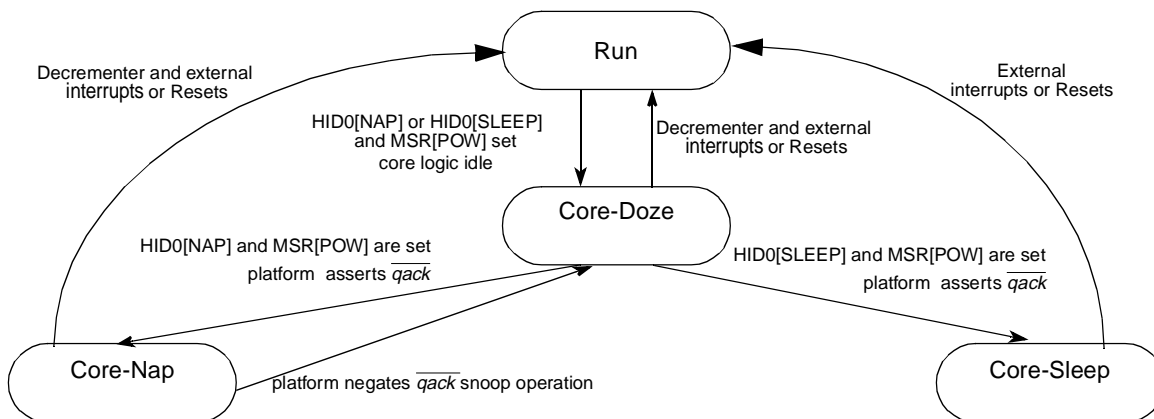 Run
Decrementer and external
interrupts or Resets
External
interrupts or Resets
HID0[NAP] or HID0[SLEEP]
and MSR[POW] set
core logic idle
Decrementer and external
interrupts or Resets
Core-Doze
HID0[NAP] and MSR[POW] are set
platform asserts qack
HID0[SLEEP] and MSR[POW] are set
platform asserts qack
Core-Nap
platform negates qack snoop operation
Core-Sleep